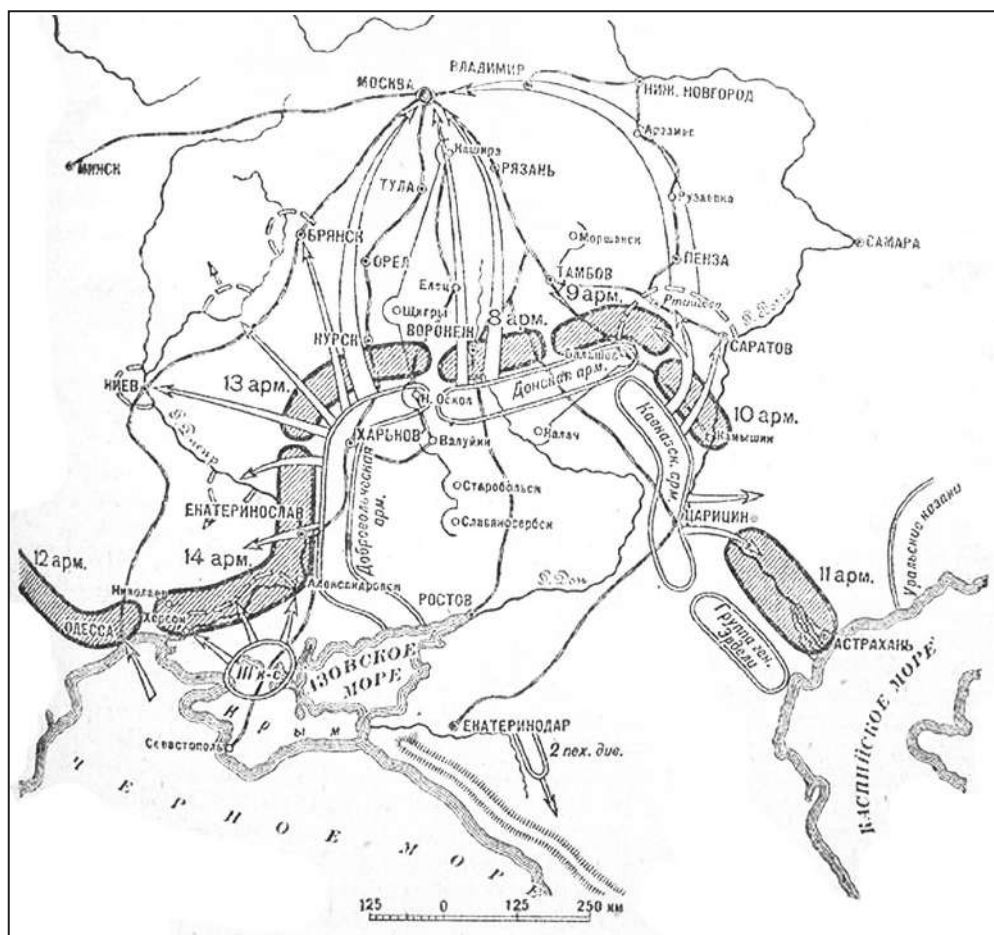 ВЛАДИМИР
МОСКВА
НИЖ. НОВГОРОД
Арзамас
МИНСК
Кашира
РЯЗАНЬ
ТУЛА
Рузаевка
БРЯНСК
Моршанск
САМАРА
ОРЕЛ
ПЕНЗА
ТАМБОВ
Елец
9 арм.
Ртищево
р. Волга
Щигры
8 арм.
ВОРОНЕЖ
КУРСК
САРАТОВ
Балашов
13 арм.
Донская арм.
КИЕВ
Н. Оскол
10 арм.
Кавказск. арм.
Камышин
р. Днепр
ХАРЬКОВ
Валуйки
Калач
Старобельск
Добровольческая арм.
ЕКАТЕРИНОСЛАВ
Славяносербск
ЦАРИЦИН
Уральские казаки
14 арм.
12 арм.
р. Дон
11 арм.
Николаев
Александровск
Херсон
РОСТОВ
ОДЕССА
Группа ген. Эрдели
АСТРАХАНЬ
III к-с
АЗОВСКОЕ
МОРЕ
Крым
ЕКАТЕРИНОДАР
Севастополь
2 пех. див.
КАСПИЙСКОЕ МОРЕ
ЧЕРНОЕ МОРЕ
125 0 125 250 км